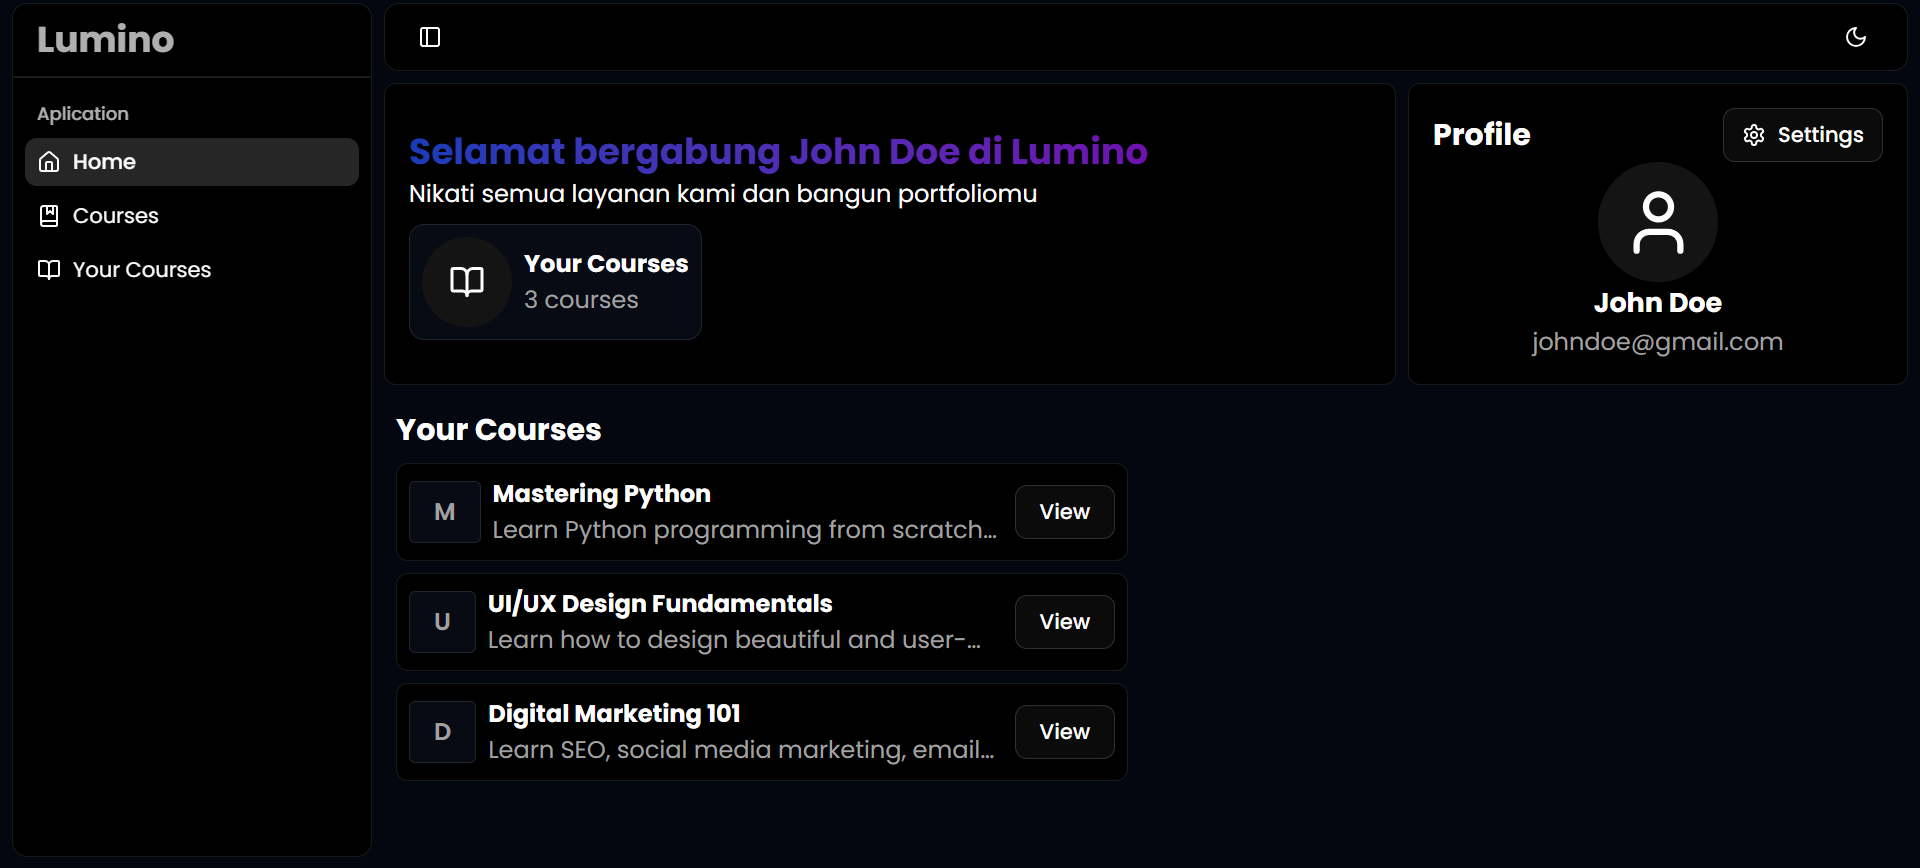 Lumino
Aplication
Home
Courses
Your Courses
Selamat bergabung John Doe di Lumino
Nikati semua layanan kami dan bangun portfoliomu
Your Courses
3 courses
Profile
Settings
John Doe
johndoe@gmail.com
Your Courses
M
Mastering Python
Learn Python programming from scratch...
View
U
UI/UX Design Fundamentals
Learn how to design beautiful and user-...
View
D
Digital Marketing 101
Learn SEO, social media marketing, email...
View